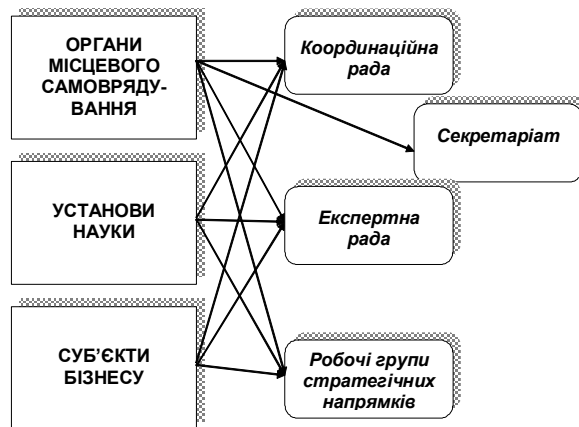 ОРГАНИ
МІСЦЕВОГО
САМОВРЯДУ-
ВАННЯ
Координаційна
рада
Секретаріат
УСТАНОВИ
НАУКИ
Експертна
рада
СУБ’ЄКТИ
БІЗНЕСУ
Робочі групи
стратегічних
напрямків